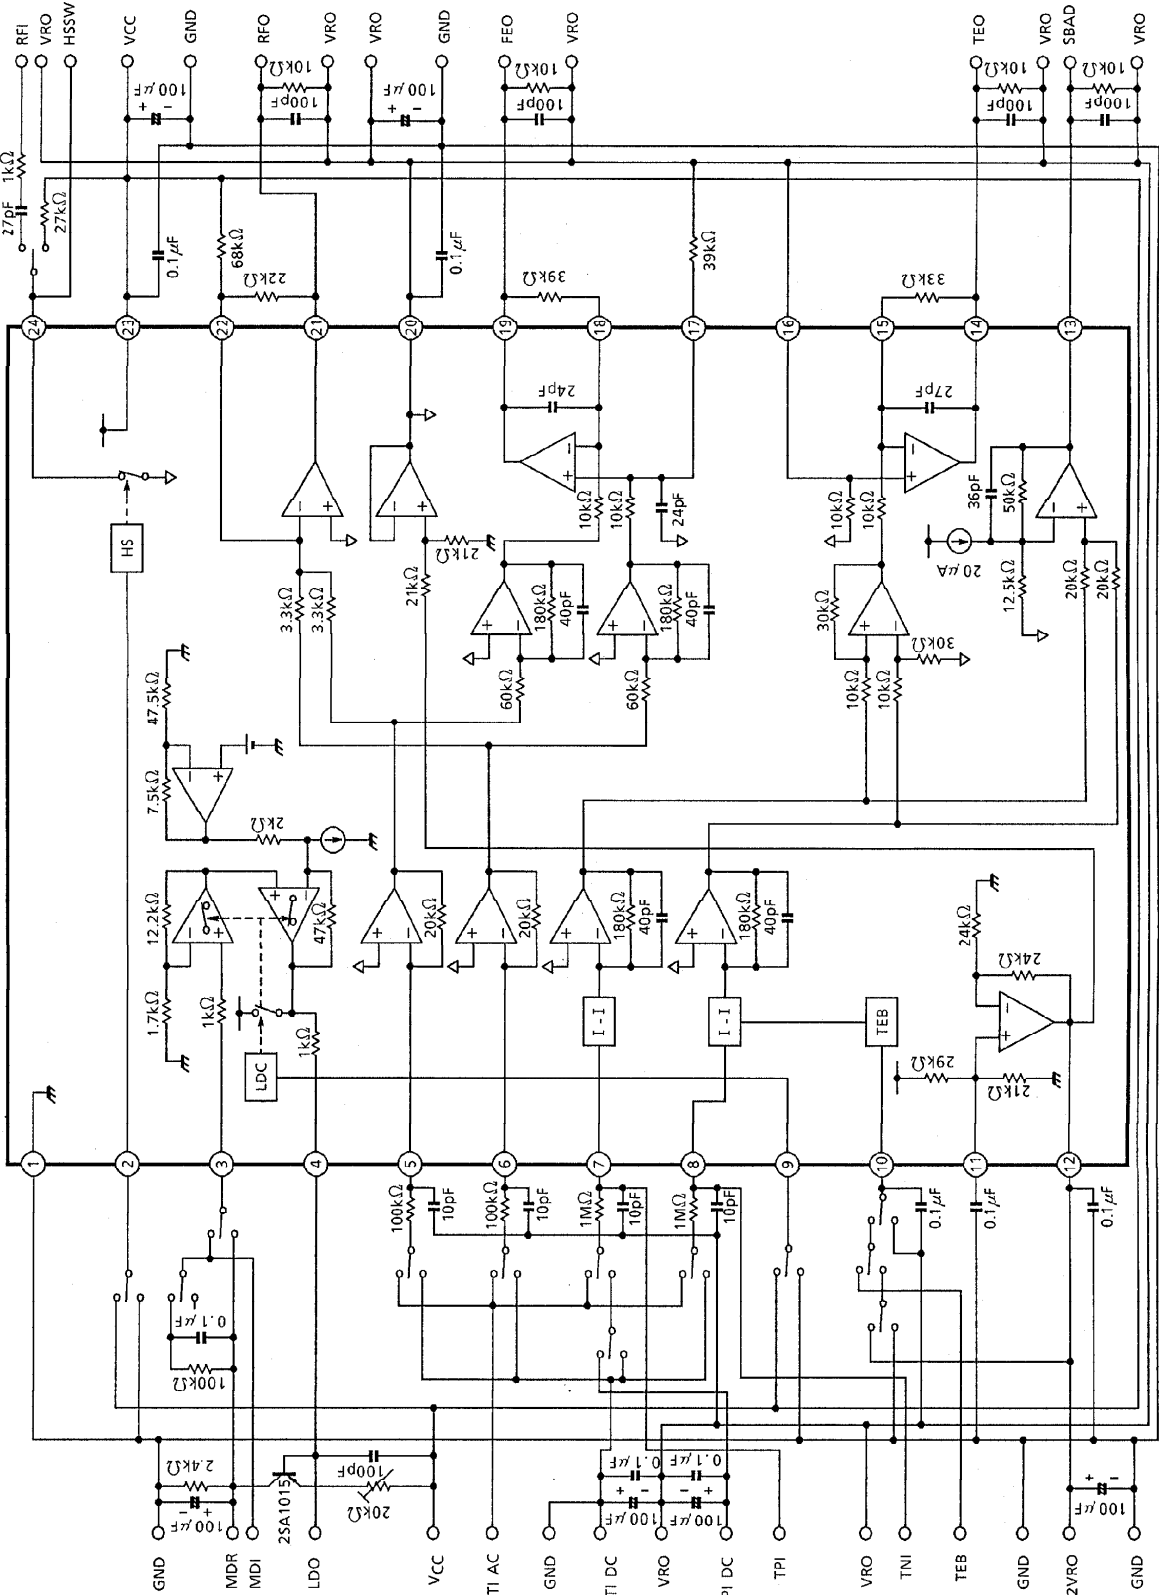 RFI
VRO
HSSW
VCC
GND
RFO
VRO
VRO
GND
FEO
VRO
TEO
VRO
SBAD
VRO
100μF
+
-
10kΩ
100pF
100μF
+
-
10kΩ
100pF
10kΩ
100pF
10kΩ
100pF
1kΩ
27pF
27kΩ
0.1μF
68kΩ
22kΩ
0.1μF
39kΩ
39kΩ
33kΩ
24
23
22
21
20
19
18
17
16
15
14
13
24pF
27pF
-
+
-
+
-
+
-
+
HS
10kΩ
10kΩ
24pF
10kΩ
10kΩ
36pF
50kΩ
20μA
12.5kΩ
-
+
20kΩ
20kΩ
21kΩ
21kΩ
3.3kΩ
3.3kΩ
+
-
180kΩ
40pF
+
-
180kΩ
40pF
30kΩ
+
-
30kΩ
60kΩ
60kΩ
10kΩ
10kΩ
47.5kΩ
7.5kΩ
-
+
2kΩ
12.2kΩ
-
+
+
-
47kΩ
+
-
20kΩ
+
-
20kΩ
+
-
180kΩ
40pF
+
-
180kΩ
40pF
24kΩ
24kΩ
-
+
1.7kΩ
1kΩ
1kΩ
LDC
I-I
I-I
TEB
29kΩ
21kΩ
1
2
3
4
5
6
7
8
9
10
11
12
100kΩ
10pF
100kΩ
10pF
1MΩ
10pF
1MΩ
10pF
0.1μF
0.1μF
0.1μF
0.1μF
100kΩ
2.4kΩ
100μF
-
+
2SA1015
100pF
20kΩ
0.1μF
0.1μF
+
-
+
-
100μF
100μF
+
-
100μF
GND
MDR
MDI
LDO
VCC
TI AC
GND
TI DC
VRO
PI DC
TPI
VRO
TNI
TEB
GND
2VRO
GND